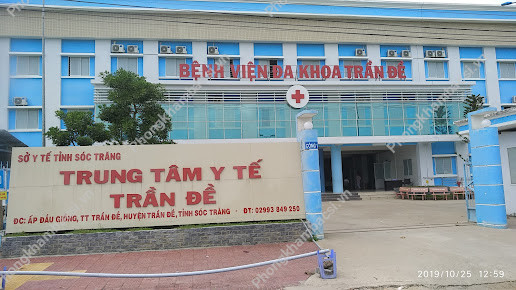 BỆNH VIỆN ĐA KHOA TRẦN ĐỀ
SỞ Y TẾ TỈNH SÓC TRĂNG
TRUNG TÂM Y TẾ
TRẦN ĐỀ
ĐC: ẤP ĐẦU GIỒNG, TT TRẦN ĐỀ, HUYỆN TRẦN ĐỀ, TỈNH SÓC TRĂNG - ĐT: 02993 849 250
2019/10/25 12:59